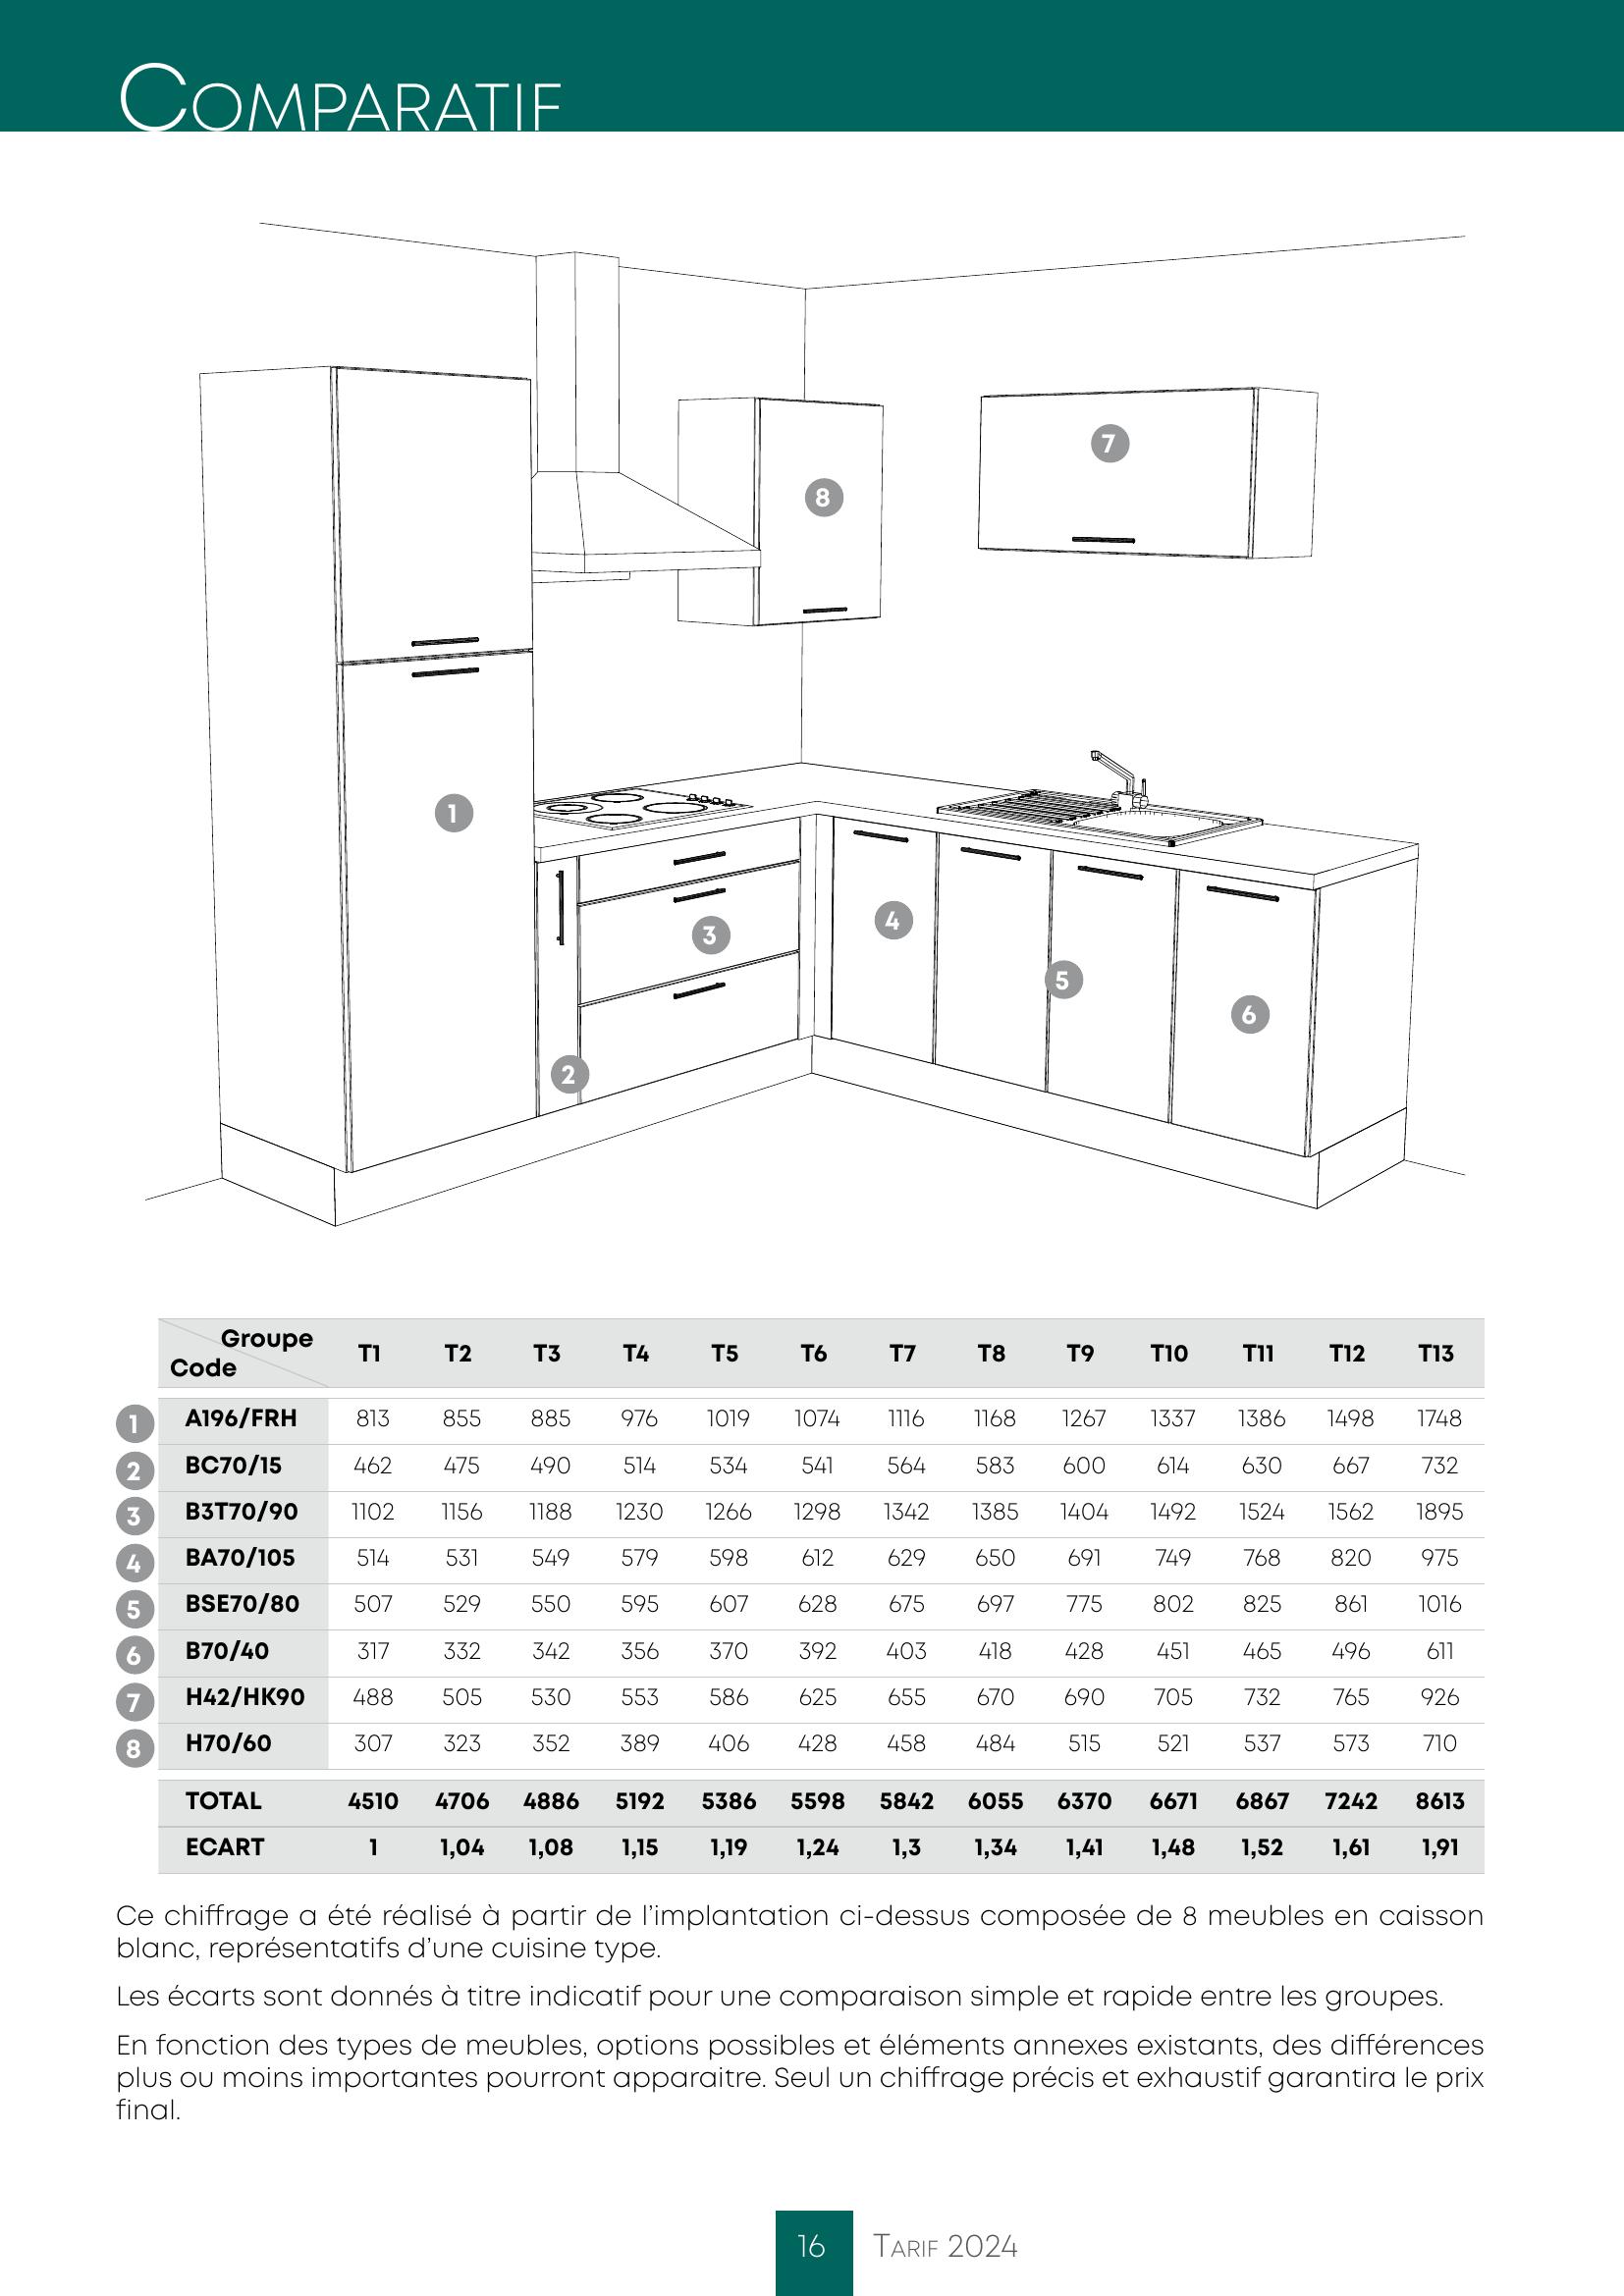 COMPARATIF
7
8
1
4
3
5
6
2
Groupe
Code
T1 T2 T3 T4 T5 T6 T7 T8 T9 T10 T11 T12 T13
1 A196/FRH 813 855 885 976 1019 1074 1116 1168 1267 1337 1386 1498 1748
2 BC70/15 462 475 490 514 534 541 564 583 600 614 630 667 732
3 B3T70/90 1102 1156 1188 1230 1266 1298 1342 1385 1404 1492 1524 1562 1895
4 BA70/105 514 531 549 579 598 612 629 650 691 749 768 820 975
5 BSE70/80 507 529 550 595 607 628 675 697 775 802 825 861 1016
6 B70/40 317 332 342 356 370 392 403 418 428 451 465 496 611
7 H42/HK90 488 505 530 553 586 625 655 670 690 705 732 765 926
8 H70/60 307 323 352 389 406 428 458 484 515 521 537 573 710
TOTAL 4510 4706 4886 5192 5386 5598 5842 6055 6370 6671 6867 7242 8613
ECART 1 1,04 1,08 1,15 1,19 1,24 1,3 1,34 1,41 1,48 1,52 1,61 1,91
Ce chiffrage a été réalisé à partir de l'implantation ci-dessus composée de 8 meubles en caisson
blanc, représentatifs d'une cuisine type.
Les écarts sont donnés à titre indicatif pour une comparaison simple et rapide entre les groupes.
En fonction des types de meubles, options possibles et éléments annexes existants, des différences
plus ou moins importantes pourront apparaitre. Seul un chiffrage précis et exhaustif garantira le prix
final.
16 TARIF 2024